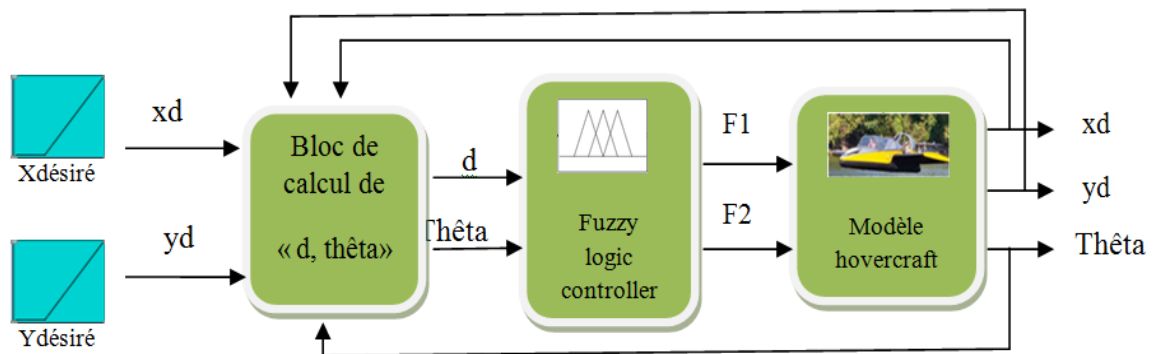 xd
Xdésiré
yd
Ydésiré
Bloc de
calcul de
« d, thêta»
d
Thêta
Fuzzy
logic
controller
F1
F2
Modèle
hovercraft
xd
yd
Thêta